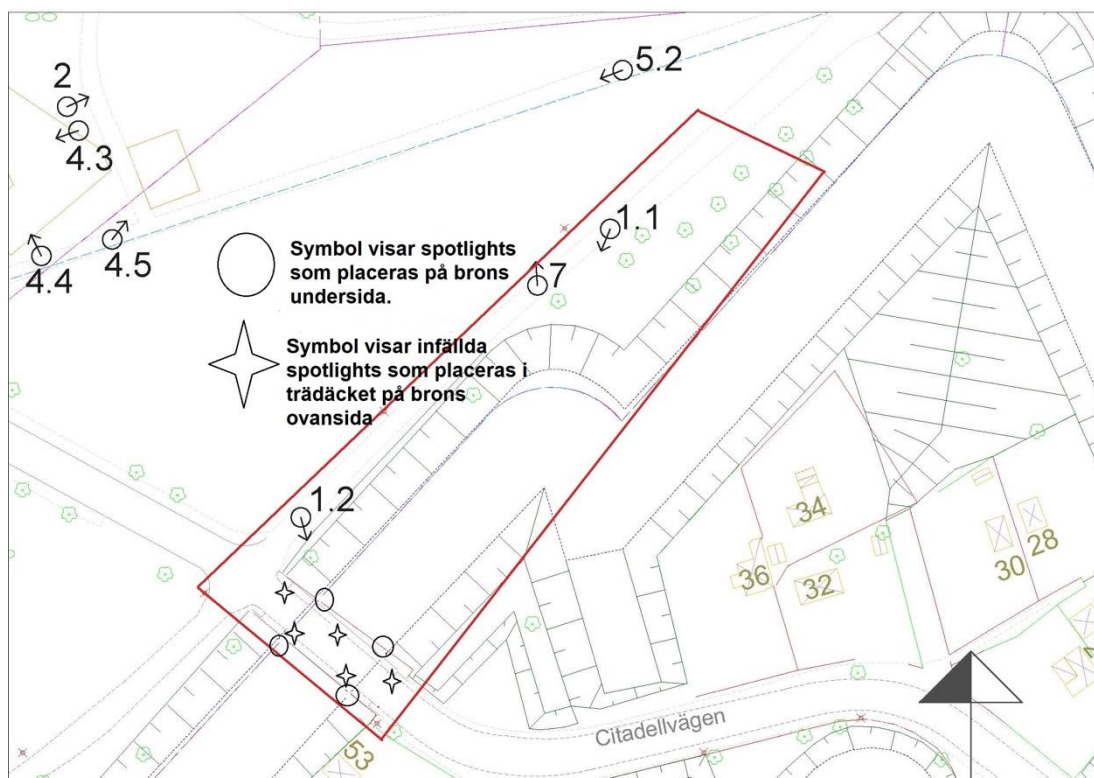 5.2
2
4.3
1.1
4.5
4.4
Symbol visar spotlights
som placeras på brons
undersida.
7
Symbol visar infällda
spotlights som placeras i
trädäcket på brons
ovansida
1.2
34
28
30
36
32
Citadellvägen
53